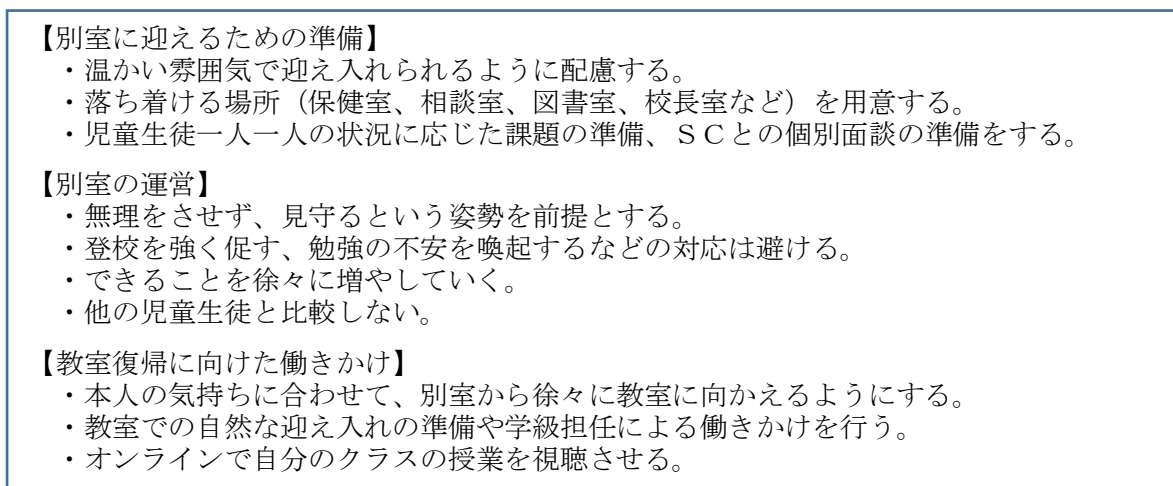 【別室に迎えるための準備】
・温かい雰囲気で迎え入れられるように配慮する。
・落ち着ける場所（保健室、相談室、図書室、校長室など）を用意する。
・児童生徒一人一人の状況に応じた課題の準備、ＳＣとの個別面談の準備をする。
【別室の運営】
・無理をさせず、見守るという姿勢を前提とする。
・登校を強く促す、勉強の不安を喚起するなどの対応は避ける。
・できることを徐々に増やしていく。
・他の児童生徒と比較しない。
【教室復帰に向けた働きかけ】
・本人の気持ちに合わせて、別室から徐々に教室に向かえるようにする。
・教室での自然な迎え入れの準備や学級担任による働きかけを行う。
・オンラインで自分のクラスの授業を視聴させる。